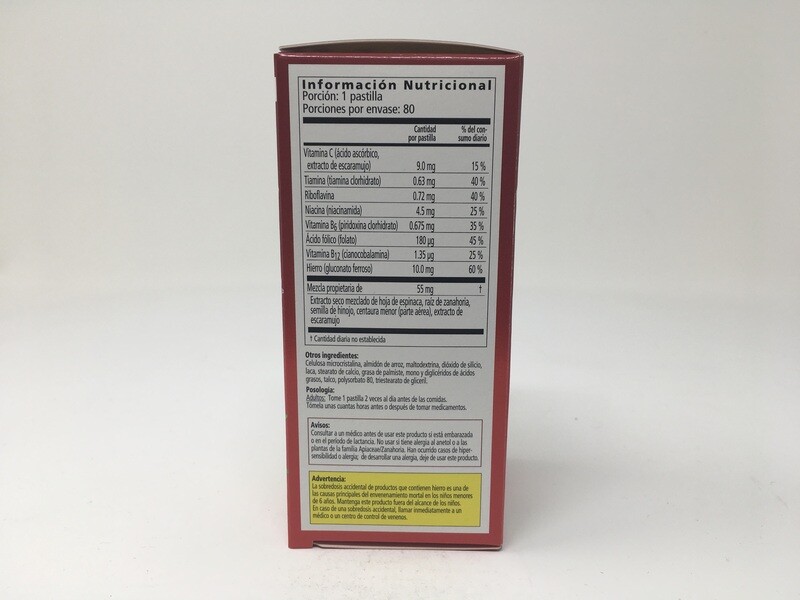 Información Nutricional
Porción: 1 pastilla
Porciones por envase: 80
Cantidad por pastilla % del con-sumo diario
Vitamina C (ácido ascórbico,
extracto de escaramujo) 9.0 mg 15 %
Tiamina (tiamina clorhidrato) 0.63 mg 40 %
Riboflavina 0.72 mg 40 %
Niacina (niacinamida) 4.5 mg 25 %
Vitamina B6 (piridoxina clorhidrato) 0.675 mg 35 %
Ácido fólico (folato) 180 µg 45 %
Vitamina B12 (cianocobalamina) 1.35 µg 25 %
Hierro (gluconato ferroso) 10.0 mg 60 %
Mezcla propietaria de 55 mg †
Extracto seco mezclado de hoja de espinaca, raíz de zanahoria,
semilla de hinojo, centaura menor (parte aérea), extracto de
escaramujo
† Cantidad diaria no establecida
Otros ingredientes:
Celulosa microcristalina, almidón de arroz, maltodextrina, dióxido de silicio,
laca, stearato de calcio, grasa de palmiste, mono y diglicéridos de ácidos
grasos, talco, polysorbato 80, triestearato de gliceril.
Posología:
Adultos: Tome 1 pastilla 2 veces al día antes de las comidas.
Tómela unas cuantas horas antes o después de tomar medicamentos.
Avisos:
Consultar a un médico antes de usar este producto si está embarazada
o en el período de lactancia. No usar si tiene alergia al anetol o a las
plantas de la familia Apiaceae/Zanahoria. Han ocurrido casos de hiper-
sensibilidad o alergia; de desarrollar una alergia, deje de usar este producto.
Advertencia:
La sobredosis accidental de productos que contienen hierro es una de
las causas principales del envenenamiento mortal en los niños menores
de 6 años. Mantenga este producto fuera del alcance de los niños.
En caso de una sobredosis accidental, llamar inmediatamente a un
médico o un centro de control de venenos.